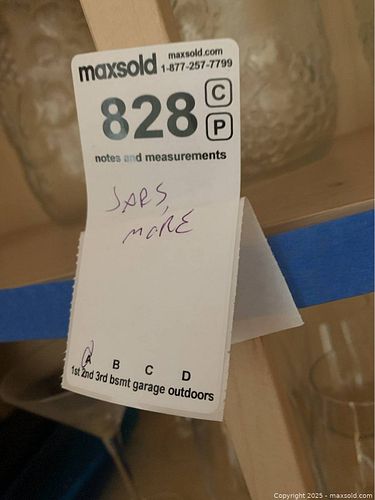 maxsold
maxsold.com
1-877-257-7799
828
C
P
notes and measurements
JARS,
MORE
A B C D
1st 2nd 3rd bsmt garage outdoors
Copyright © 2025 - maxsold.com